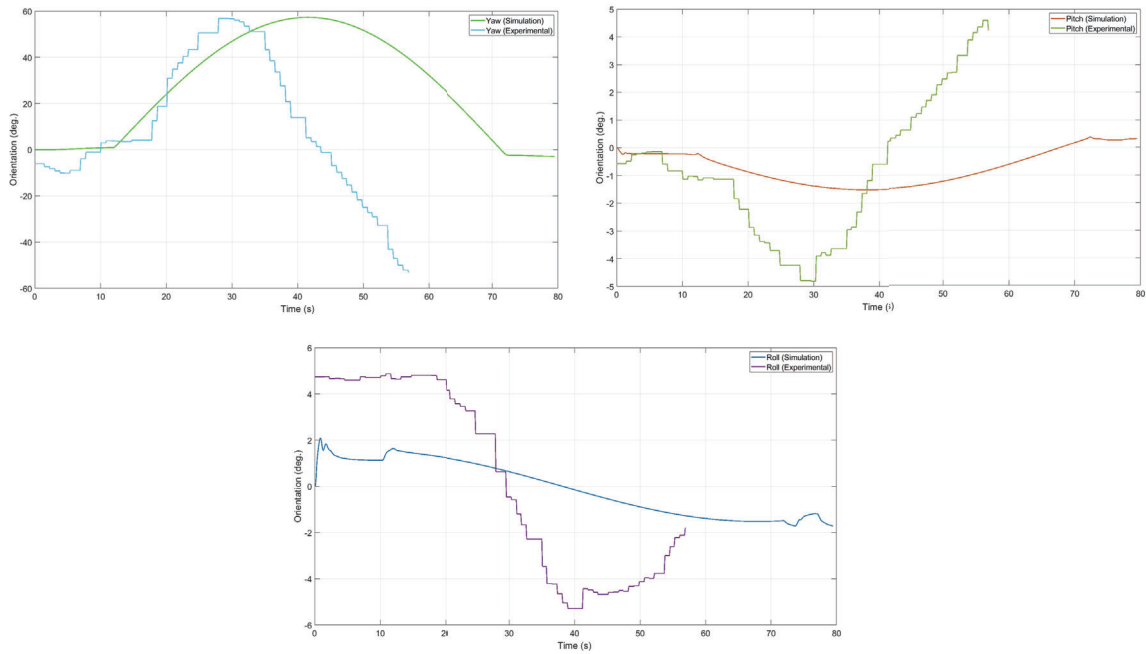 Yaw (Simulation)
Yaw (Experimental)
Orientation (deg.)
60
40
20
0
-20
-40
-60
0 10 20 30 40 50 60 70 80
Time (s)
Pitch (Simulation)
Pitch (Experimental)
Orientation (deg.)
5
4
3
2
1
0
-1
-2
-3
-4
-5
0 10 20 30 40 50 60 70 80
Time (s)
Roll (Simulation)
Roll (Experimental)
Orientation (deg.)
6
4
2
0
-2
-4
-6
0 10 20 30 40 50 60 70 80
Time (s)